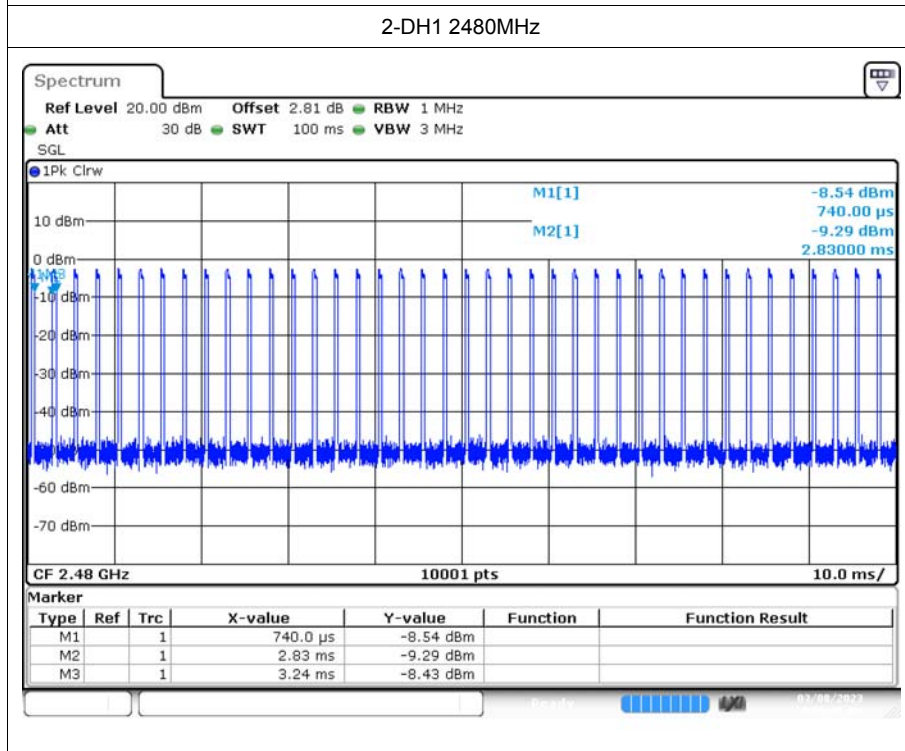 2-DH1 2480MHz
Spectrum
Ref Level 20.00 dBm Offset 2.81 dB RBW 1 MHz
Att 30 dB SWT 100 ms VBW 3 MHz
SGL
1Pk Clrw
M1[1] -8.54 dBm
740.00 µs
10 dBm
M2[1] -9.29 dBm
2.83000 ms
0 dBm
-10 dBm
-20 dBm
-30 dBm
-40 dBm
-60 dBm
-70 dBm
CF 2.48 GHz 10001 pts 10.0 ms/
Marker
Type Ref Trc X-value Y-value Function Function Result
M1 1 740.0 µs -8.54 dBm
M2 1 2.83 ms -9.29 dBm
M3 1 3.24 ms -8.43 dBm
Ready